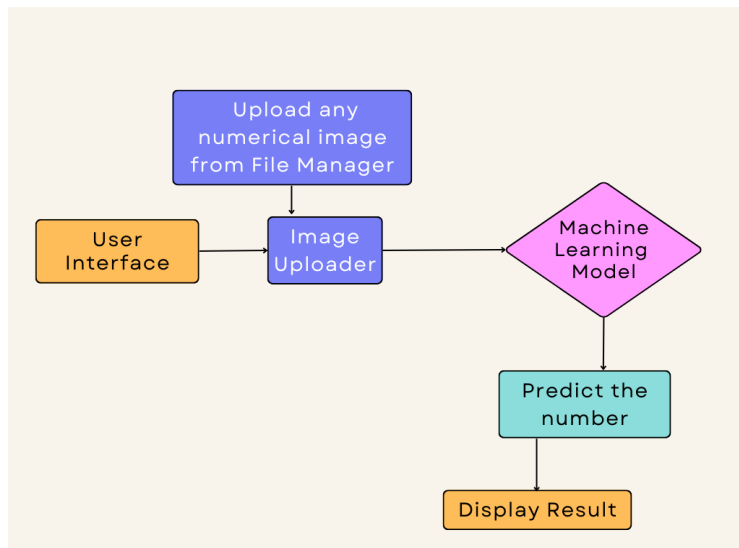 Upload any
numerical image
from File Manager
User
Interface
Image
Uploader
Machine
Learning
Model
Predict the
number
Display Result